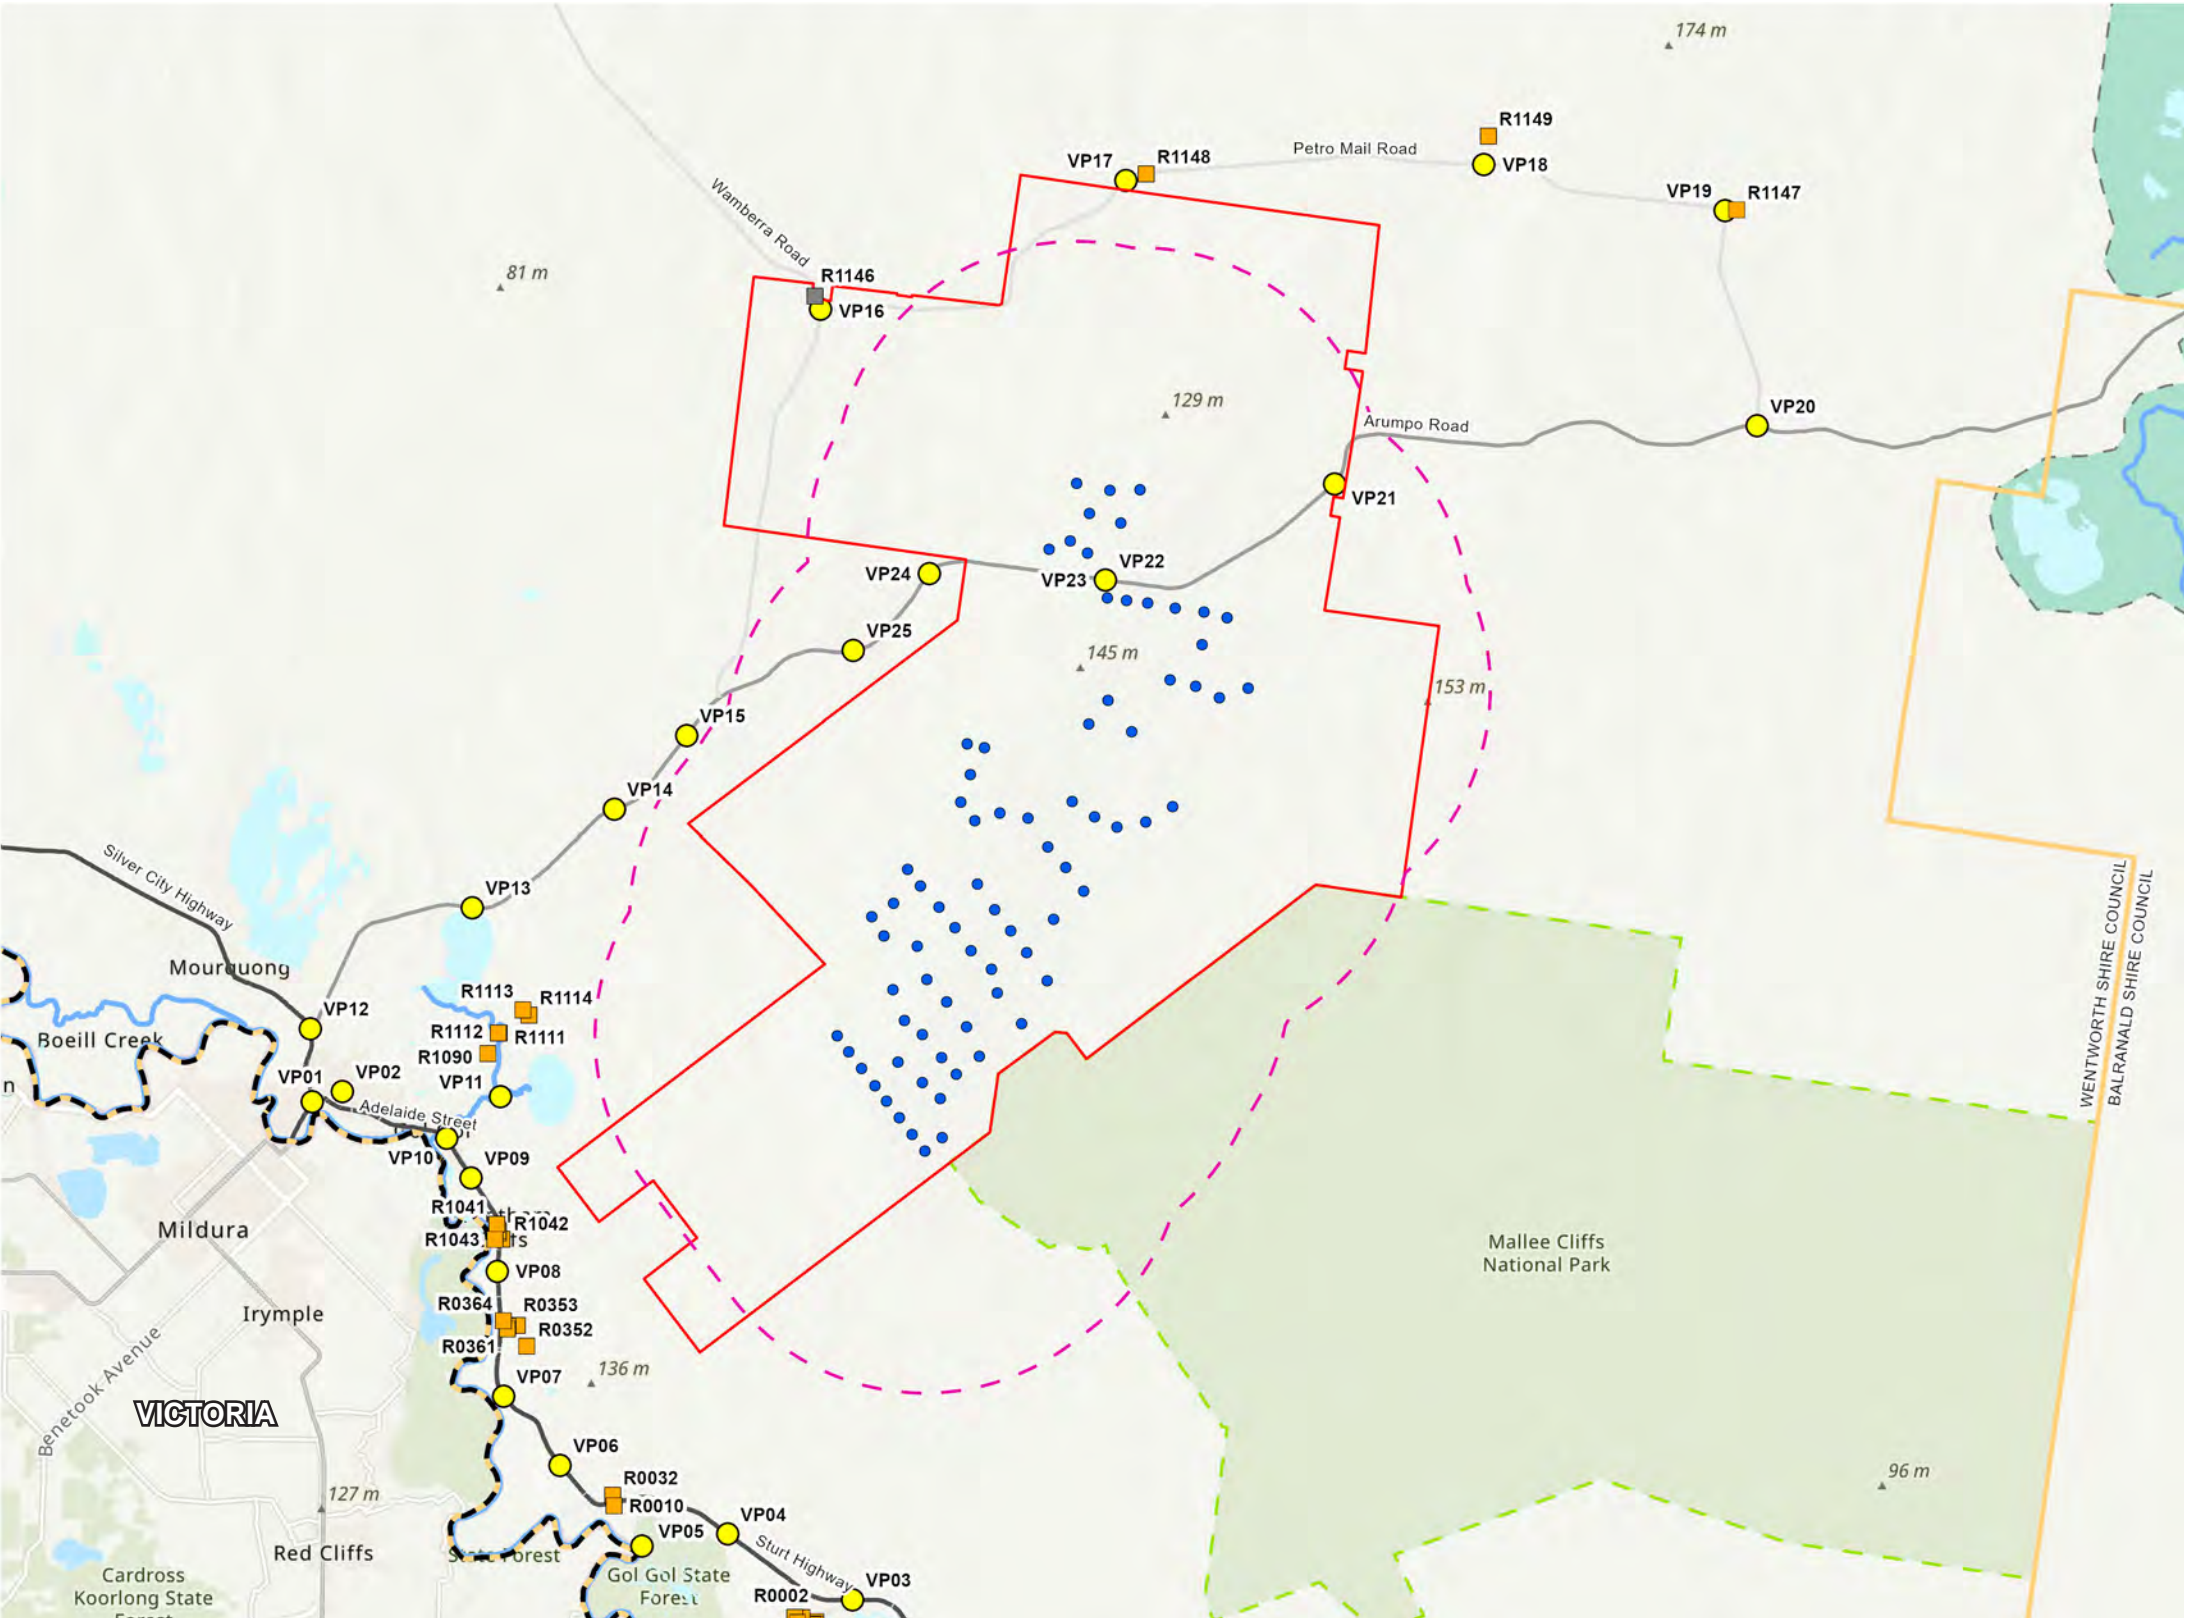 174 m
R1149
Petro Mail Road
VP17
R1148
VP18
VP19
R1147
Wamberra Road
81 m
R1146
VP16
129 m
Arumpo Road
VP20
VP21
VP24
VP22
VP23
VP25
145 m
153 m
VP15
VP14
Silver City Highway
VP13
WENTWORTH SHIRE COUNCIL
BALRANALD SHIRE COUNCIL
Mourquong
R1113
R1114
VP12
R1112
R1111
Boeill Creek
R1090
n
VP01
VP02
VP11
Adelaide Street
VP10
VP09
R1041
R1042
R1043
Mildura
Mallee Cliffs
National Park
VP08
R0364
R0353
Irymple
R0352
R0361
136 m
VP07
Benetook Avenue
VICTORIA
VP06
96 m
R0032
127 m
R0010
VP04
VP05
Sturt Highway
Red Cliffs
State Forest
Cardross
Koorlong State
Forest
Gol Gol State
Forest
VP03
R0002